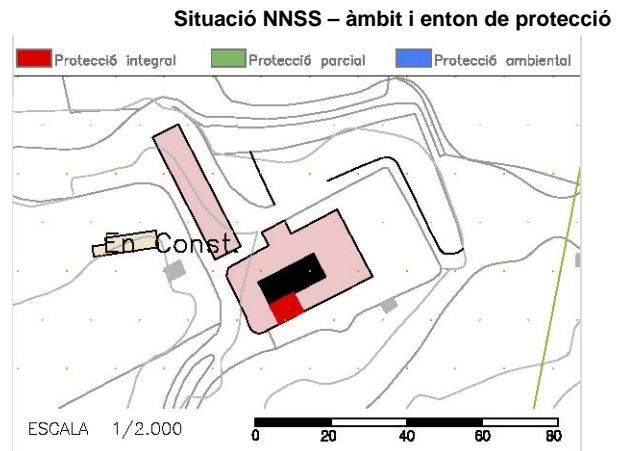 Situació NNSS – àmbit i enton de protecció
Protecció integral Protecció parcial Protecció ambiental
En Const.
ESCALA 1/2.000
0 20 40 60 80